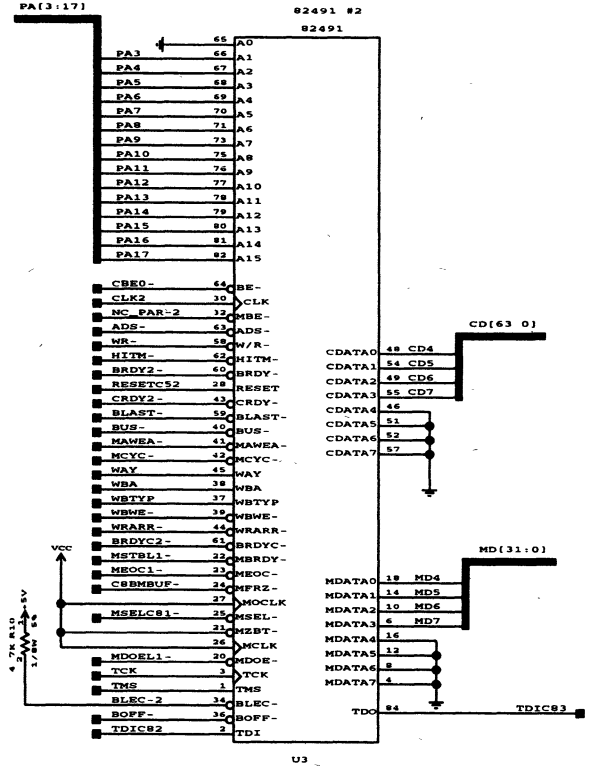 PA[3:17]
82491 #2
82491
65 A0
PA3 66 A1
PA4 67 A2
PA5 68 A3
PA6 69 A4
PA7 70 A5
PA8 71 A6
PA9 73 A7
PA10 75 A8
PA11 76 A9
PA12 77 A10
PA13 78 A11
PA14 79 A12
PA15 80 A13
PA16 81 A14
PA17 82 A15
CBE0- 64 BE-
CLK2 30 CLK
NC_PAR-2 32 MBE-
ADS- 63 ADS-
WR- 58 W/R-
HITM- 62 HITM-
BRDY2- 60 BRDY-
RESETC52 28 RESET
CRDY2- 43 CRDY-
BLAST- 59 BLAST-
BUS- 40 BUS-
MAWEA- 41 MAWEA-
MCYC- 42 MCYC-
WAY 45 WAY
WBA 38 WBA
WBTYP 37 WBTYP
WBWE- 39 WBWE-
WRARR- 44 WRARR-
BRDYC2- 61 BRDYC-
MSTBL1- 22 MBRDY-
MEOC1- 23 MEOC-
C8BMBUF- 24 MFRZ-
VCC
27 MOCLK
MSELC81- 25 MSEL-
21 MZBT-
26 MCLK
MDOEL1- 20 MDOE-
TCK 3 TCK
TMS 1 TMS
BLEC-2 34 BLEC-
BOFF- 36 BOFF-
TDIC82 2 TDI
+5V
4 7K R10
1/8W 5%
1
2
CD[63 0]
CDATA0 48 CD4
CDATA1 54 CD5
CDATA2 49 CD6
CDATA3 55 CD7
CDATA4 46
CDATA5 51
CDATA6 52
CDATA7 57
MD[31:0]
MDATA0 18 MD4
MDATA1 14 MD5
MDATA2 10 MD6
MDATA3 6 MD7
MDATA4 16
MDATA5 12
MDATA6 8
MDATA7 4
TDO 84 TDIC83
U3